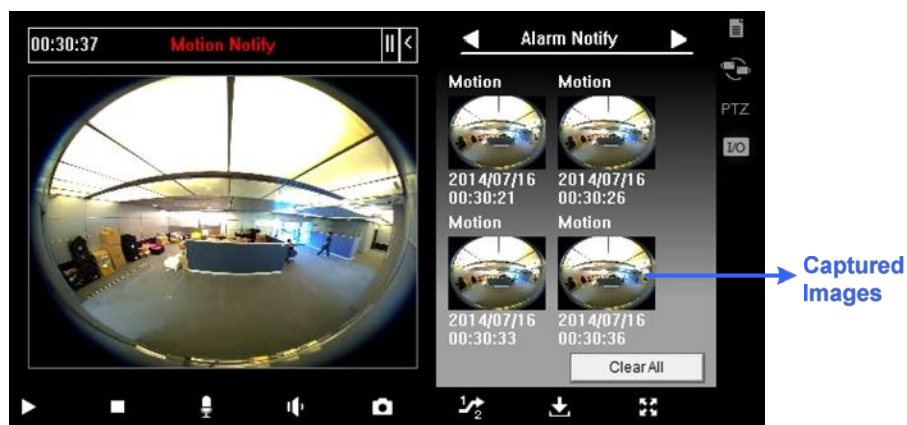 00:30:37 Motion Notify
Alarm Notify
PTZ
I/O
Motion Motion
2014/07/16 2014/07/16
00:30:21 00:30:26
Motion Motion
2014/07/16 2014/07/16
00:30:33 00:30:36
Clear All
Captured
Images
1/2